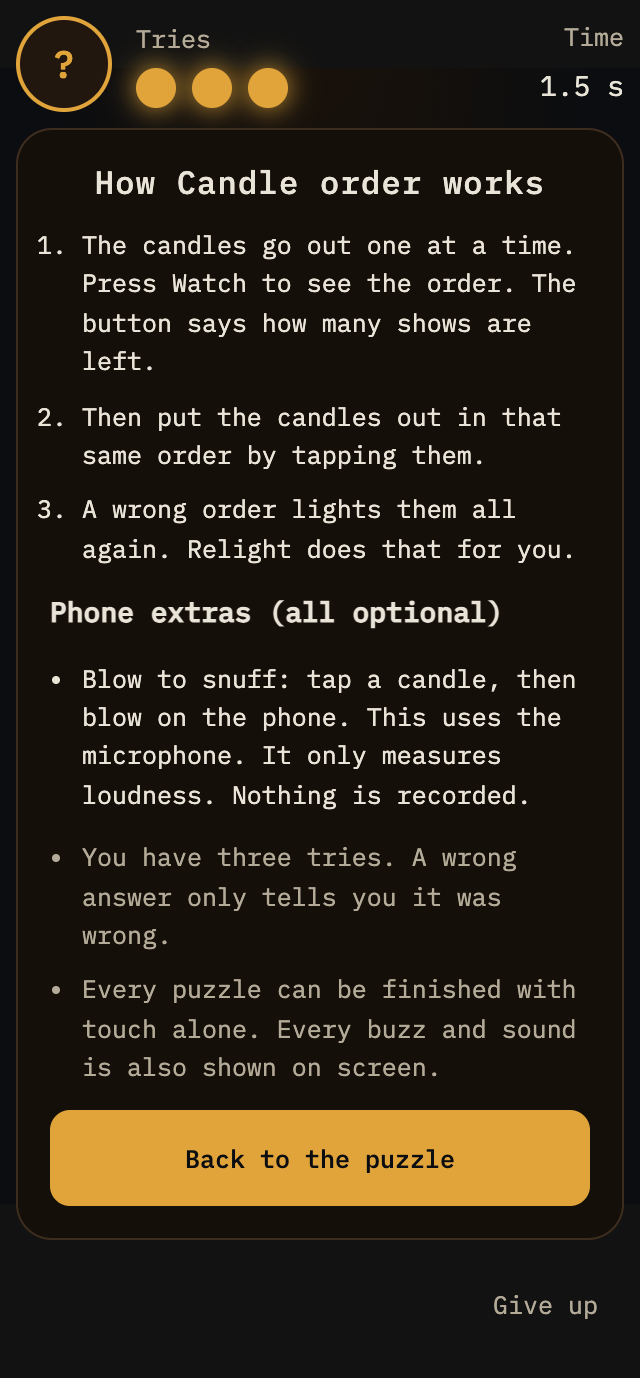 ?
Tries
Time
1.5 s
How Candle order works
1. The candles go out one at a time.
Press Watch to see the order. The
button says how many shows are
left.
2. Then put the candles out in that
same order by tapping them.
3. A wrong order lights them all
again. Relight does that for you.
Phone extras (all optional)
• Blow to snuff: tap a candle, then
blow on the phone. This uses the
microphone. It only measures
loudness. Nothing is recorded.
• You have three tries. A wrong
answer only tells you it was
wrong.
• Every puzzle can be finished with
touch alone. Every buzz and sound
is also shown on screen.
Back to the puzzle
Give up